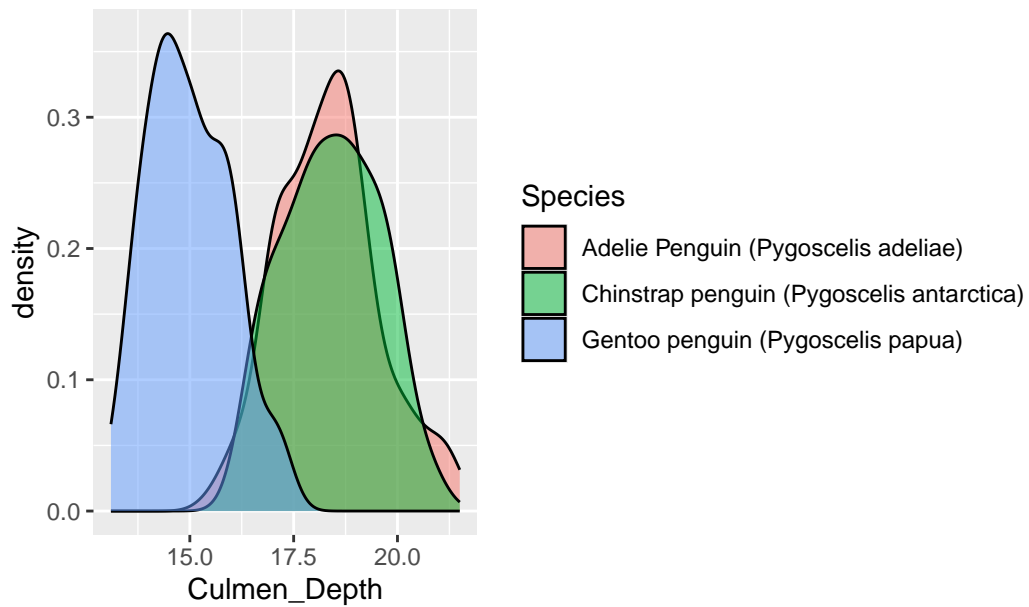 density
0.3
0.2
0.1
0.0
15.0 17.5 20.0
Culmen_Depth
Species
Adelie Penguin (Pygoscelis adeliae)
Chinstrap penguin (Pygoscelis antarctica)
Gentoo penguin (Pygoscelis papua)